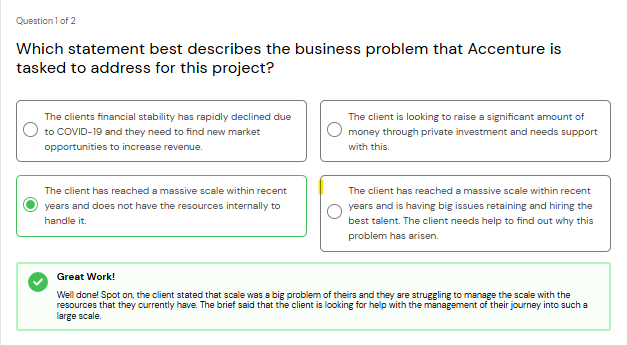 Question 1 of 2
Which statement best describes the business problem that Accenture is
tasked to address for this project?
The clients financial stability has rapidly declined due
to COVID-19 and they need to find new market
opportunities to increase revenue.
The client is looking to raise a significant amount of
money through private investment and needs support
with this.
The client has reached a massive scale within recent
years and does not have the resources internally to
handle it.
The client has reached a massive scale within recent
years and is having big issues retaining and hiring the
best talent. The client needs help to find out why this
problem has arisen.
Great Work!
Well done! Spot on, the client stated that scale was a big problem of theirs and they are struggling to manage the scale with the
resources that they currently have. The brief said that the client is looking for help with the management of their journey into such a
large scale.